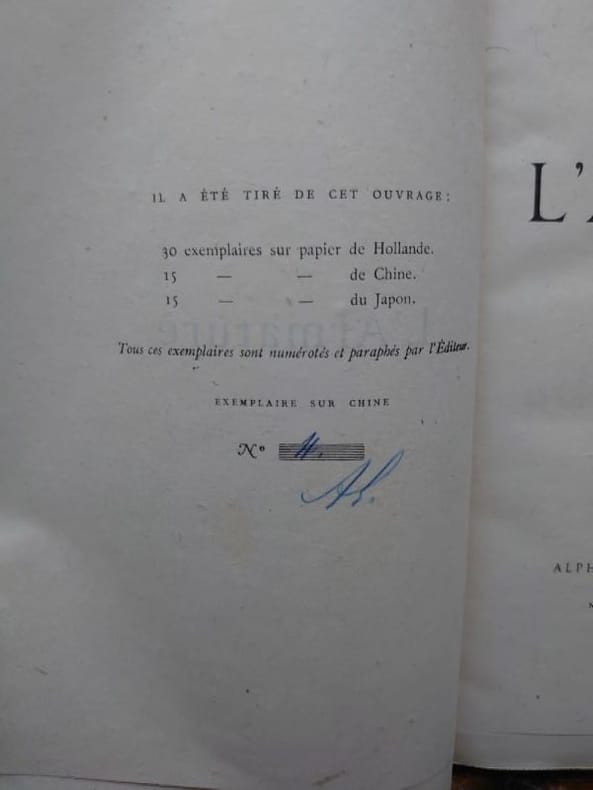 IL A ÉTÉ TIRÉ DE CET OUVRAGE :
30 exemplaires sur papier de Hollande.
15 — — de Chine.
15 — — du Japon.
Tous ces exemplaires sont numérotés et paraphés par l'Éditeur.
EXEMPLAIRE SUR CHINE
Nº
L'
ALPH